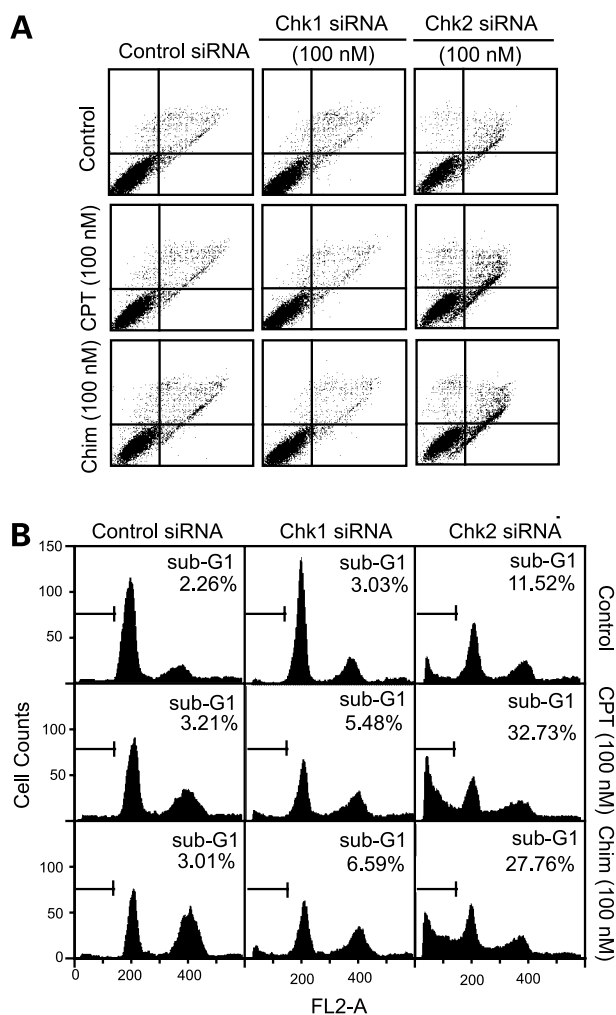 A
Control siRNA
Chk1 siRNA
(100 nM)
Chk2 siRNA
(100 nM)
Control
CPT (100 nM)
Chim (100 nM)
B
Control siRNA
Chk1 siRNA
Chk2 siRNA
150
100
50
0
sub-G1
2.26%
sub-G1
3.03%
sub-G1
11.52%
Control
100
50
0
sub-G1
3.21%
sub-G1
5.48%
sub-G1
32.73%
CPT (100 nM)
100
50
0
sub-G1
3.01%
sub-G1
6.59%
sub-G1
27.76%
Chim (100 nM)
Cell Counts
0 200 400
200 400
200 400
FL2-A